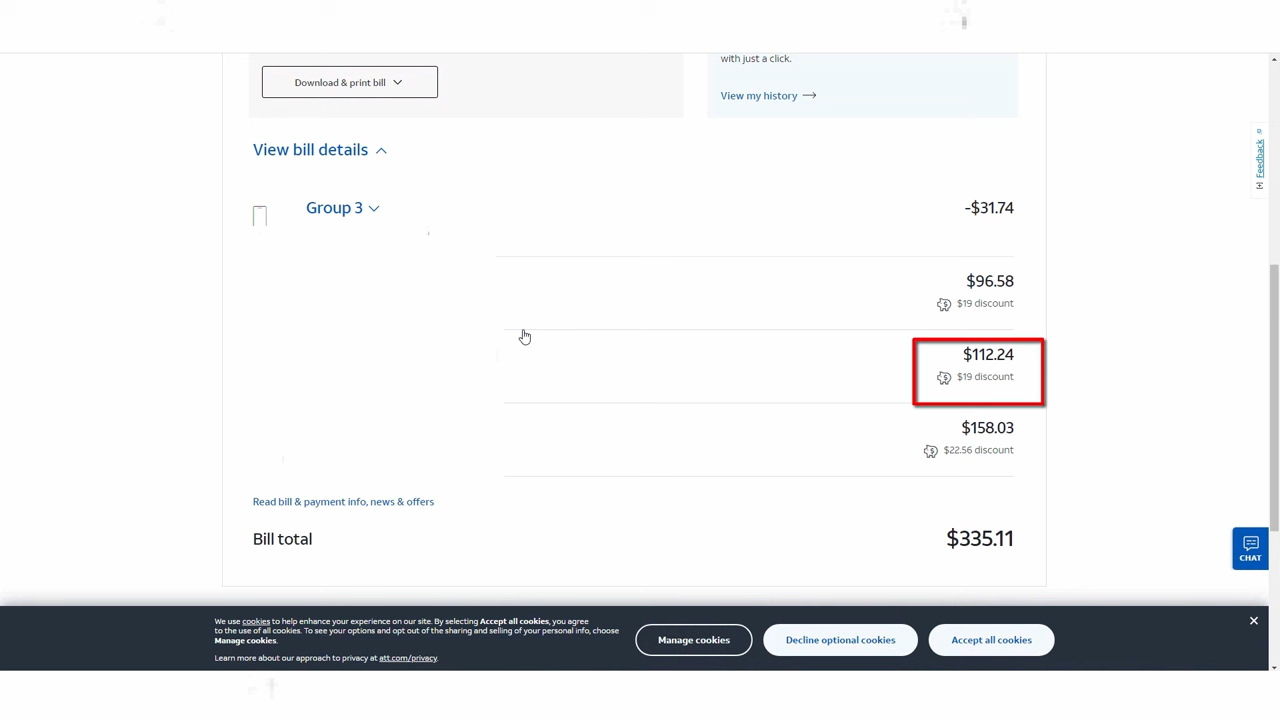 with just a click.
Download & print bill
View my history
View bill details
Feedback
Group 3
-$31.74
$96.58
$19 discount
$112.24
$19 discount
$158.03
$22.56 discount
Read bill & payment info, news & offers
Bill total
$335.11
CHAT
We use cookies to help enhance your experience on our site. By selecting Accept all cookies, you agree
to the use of all cookies. To see your options and opt out of the sharing and selling of your personal info, choose
Manage cookies.
Learn more about our approach to privacy at att.com/privacy.
Manage cookies
Decline optional cookies
Accept all cookies